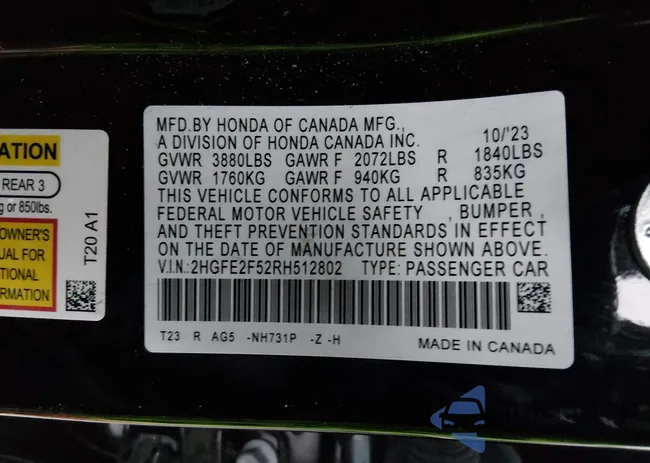 ATION
REAR 3
g or 850lbs.
OWNER'S
UAL FOR
TIONAL
RMATION
T20 A1
MFD.BY HONDA OF CANADA MFG.,
A DIVISION OF HONDA CANADA INC. 10/'23
GVWR 3880LBS GAWR F 2072LBS R 1840LBS
GVWR 1760KG GAWR F 940KG R 835KG
THIS VEHICLE CONFORMS TO ALL APPLICABLE
FEDERAL MOTOR VEHICLE SAFETY , BUMPER ,
AND THEFT PREVENTION STANDARDS IN EFFECT
ON THE DATE OF MANUFACTURE SHOWN ABOVE.
V.I.N.:2HGFE2F52RH512802 TYPE: PASSENGER CAR
T23 R AG5 -NH731P -Z -H
MADE IN CANADA